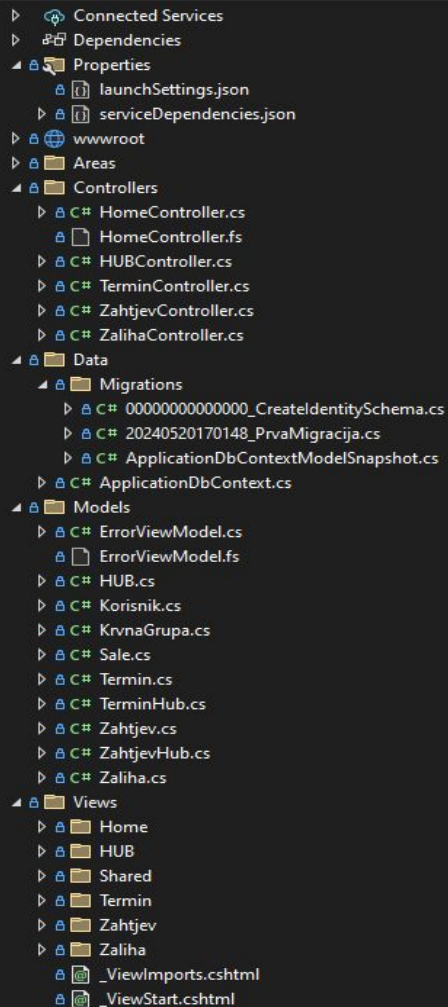 Connected Services
Dependencies
Properties
launchSettings.json
serviceDependencies.json
wwwroot
Areas
Controllers
C# HomeController.cs
HomeController.fs
C# HUBController.cs
C# TerminController.cs
C# ZahtjevController.cs
C# ZalihaController.cs
Data
Migrations
C# 00000000000000_CreateIdentitySchema.cs
C# 20240520170148_PrvaMigracija.cs
C# ApplicationDbContextModelSnapshot.cs
C# ApplicationDbContext.cs
Models
C# ErrorViewModel.cs
ErrorViewModel.fs
C# HUB.cs
C# Korisnik.cs
C# KrvnaGrupa.cs
C# Sale.cs
C# Termin.cs
C# TerminHub.cs
C# Zahtjev.cs
C# ZahtjevHub.cs
C# Zaliha.cs
Views
Home
HUB
Shared
Termin
Zahtjev
Zaliha
_ViewImports.cshtml
_ViewStart.cshtml